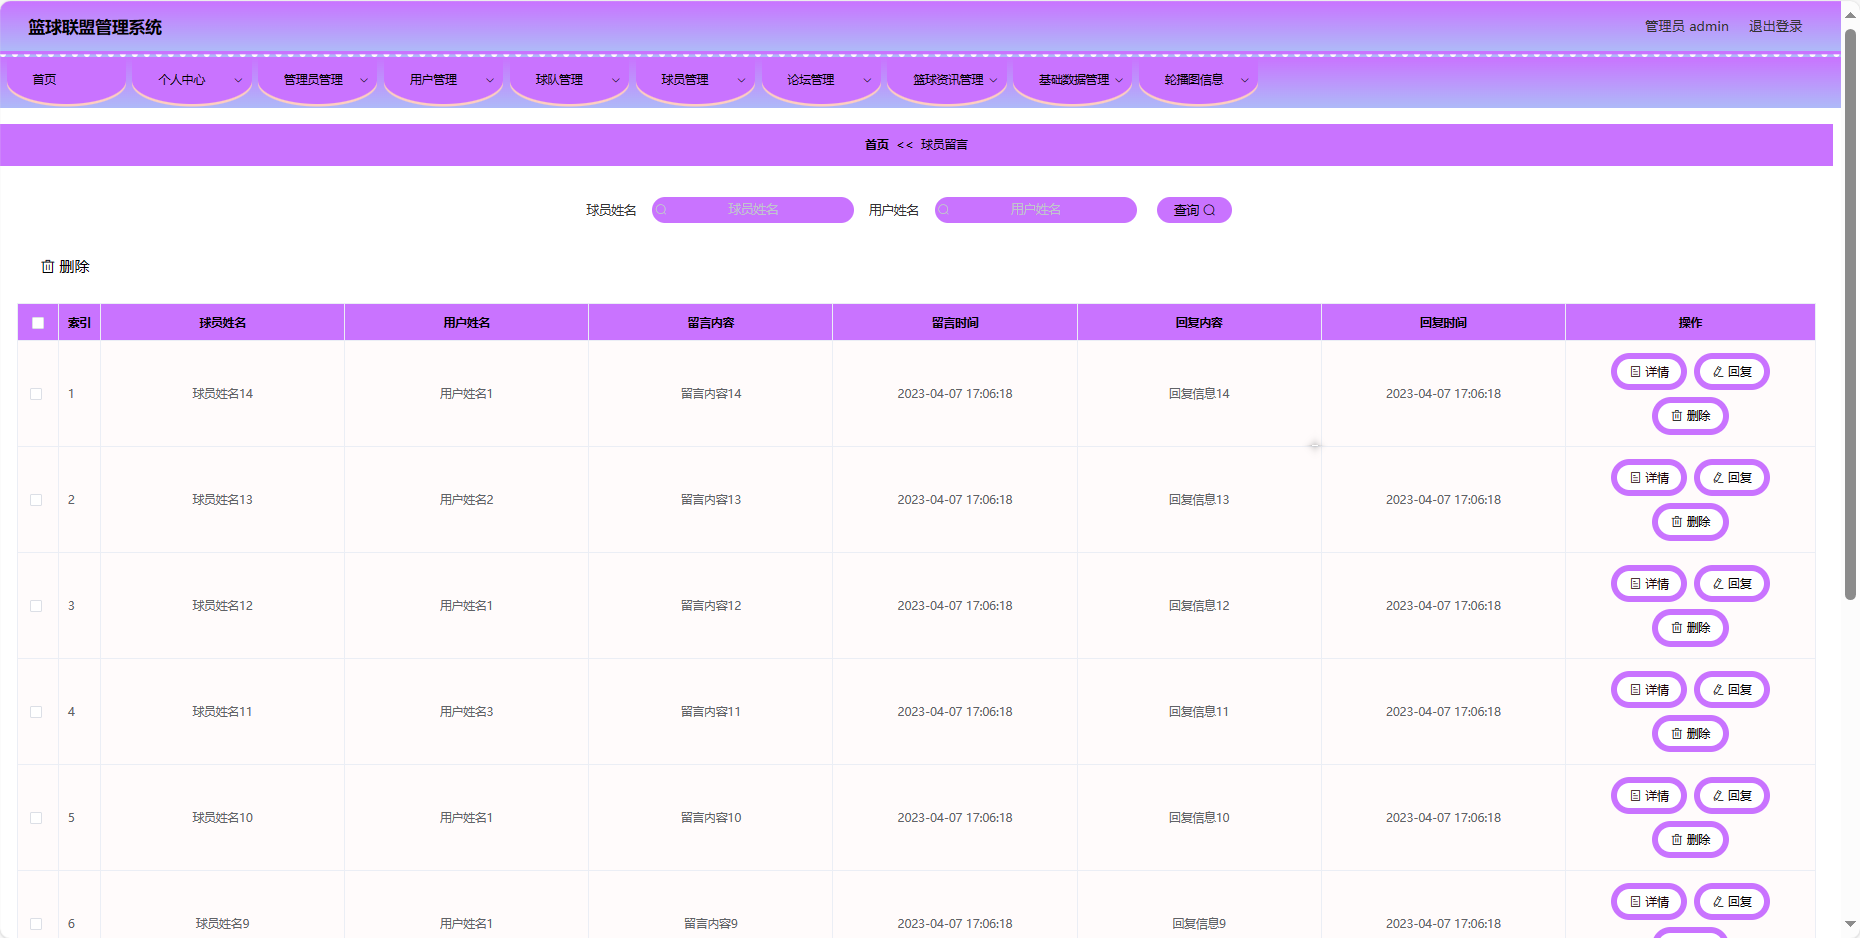 篮球联盟管理系统 管理员 admin 退出登录
首页 个人中心 管理员管理 用户管理 球队管理 球员管理 论坛管理 篮球资讯管理 基础数据管理 轮播图信息
首页 << 球员留言
球员姓名 球员姓名 用户姓名 用户姓名 查询
删除
索引 球员姓名 用户姓名 留言内容 留言时间 回复内容 回复时间 操作
1 球员姓名14 用户姓名1 留言内容14 2023-04-07 17:06:18 回复信息14 2023-04-07 17:06:18 详情 回复
删除
2 球员姓名13 用户姓名2 留言内容13 2023-04-07 17:06:18 回复信息13 2023-04-07 17:06:18 详情 回复
删除
3 球员姓名12 用户姓名1 留言内容12 2023-04-07 17:06:18 回复信息12 2023-04-07 17:06:18 详情 回复
删除
4 球员姓名11 用户姓名3 留言内容11 2023-04-07 17:06:18 回复信息11 2023-04-07 17:06:18 详情 回复
删除
5 球员姓名10 用户姓名1 留言内容10 2023-04-07 17:06:18 回复信息10 2023-04-07 17:06:18 详情 回复
删除
6 球员姓名9 用户姓名1 留言内容9 2023-04-07 17:06:18 回复信息9 2023-04-07 17:06:18 详情 回复